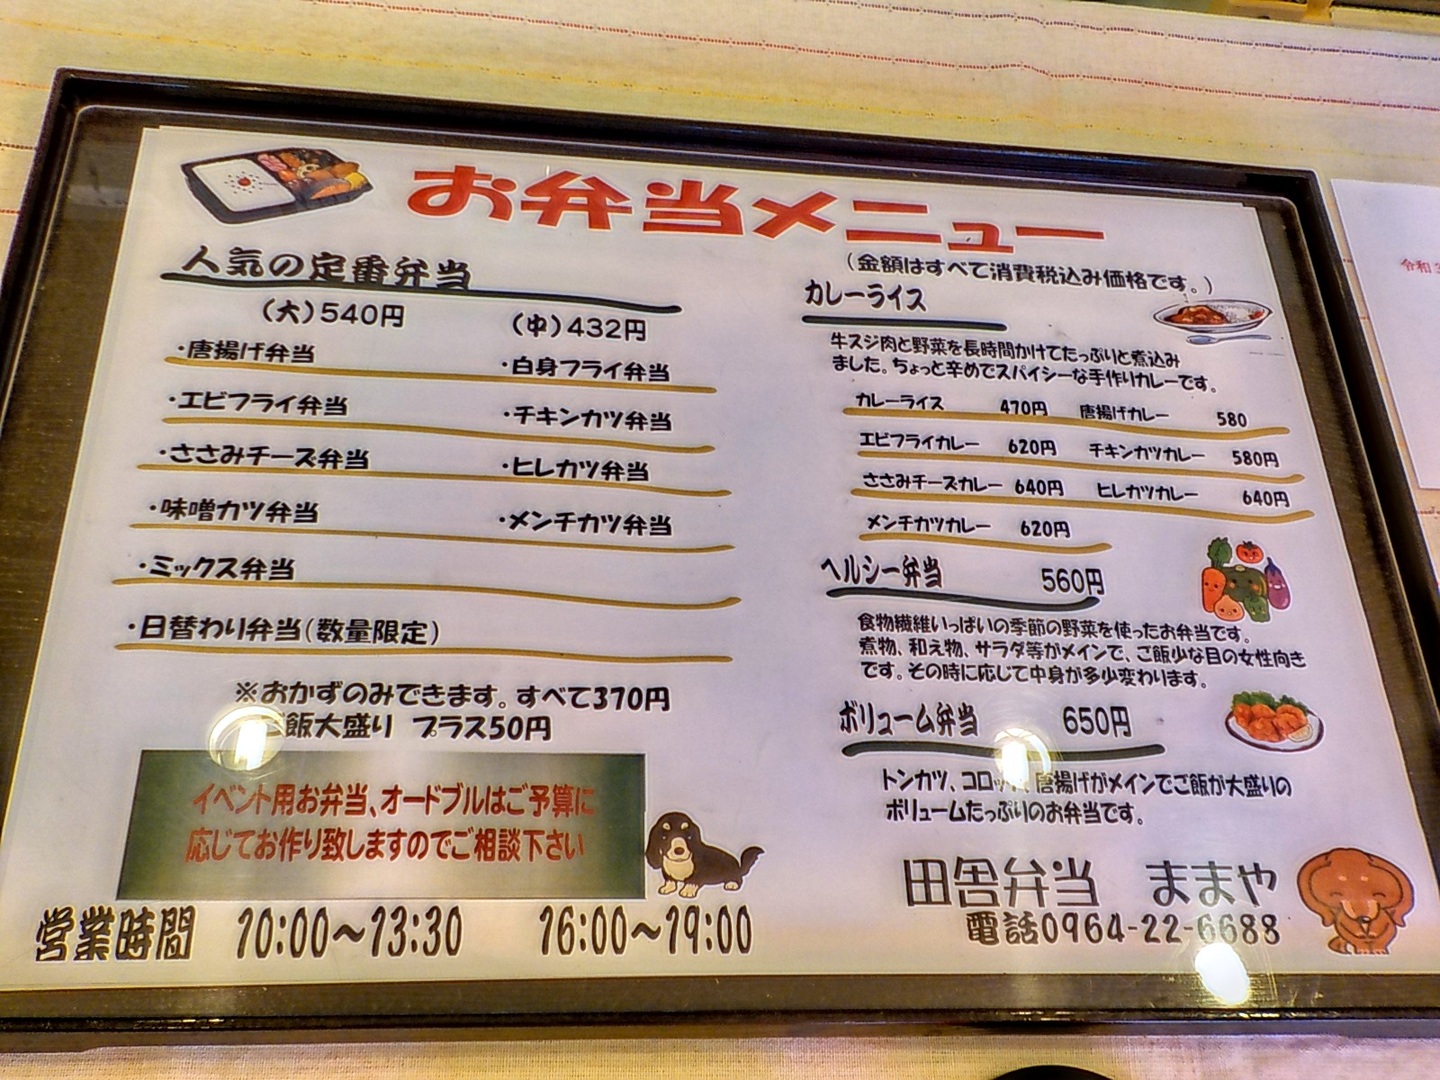 お弁当メニュー
(金額はすべて消費税込み価格です。)
人気の定番弁当
(大)540円 (中)432円
・唐揚げ弁当 ・白身フライ弁当
・エビフライ弁当 ・チキンカツ弁当
・ささみチーズ弁当 ・ヒレカツ弁当
・味噌カツ弁当 ・メンチカツ弁当
・ミックス弁当
・日替わり弁当(数量限定)
※おかずのみできます。すべて370円
ご飯大盛り プラス50円
イベント用お弁当、オードブルはご予算に
応じてお作り致しますのでご相談下さい
営業時間 10:00～13:30 16:00～19:00
カレーライス
牛スジ肉と野菜を長時間かけてたっぷりと煮込み
ました。ちょっと辛めでスパイシーな手作りカレーです。
カレーライス 470円 唐揚げカレー 580
エビフライカレー 620円 チキンカツカレー 580円
ささみチーズカレー 640円 ヒレカツカレー 640円
メンチカツカレー 620円
ヘルシー弁当 560円
食物繊維いっぱいの季節の野菜を使ったお弁当です。
煮物、和え物、サラダ等がメインで、ご飯少な目の女性向き
です。その時に応じて中身が多少変わります。
ボリューム弁当 650円
トンカツ、コロッケ、唐揚げがメインでご飯が大盛りの
ボリュームたっぷりのお弁当です。
田舎弁当 ままや
電話0964-22-6688
令和